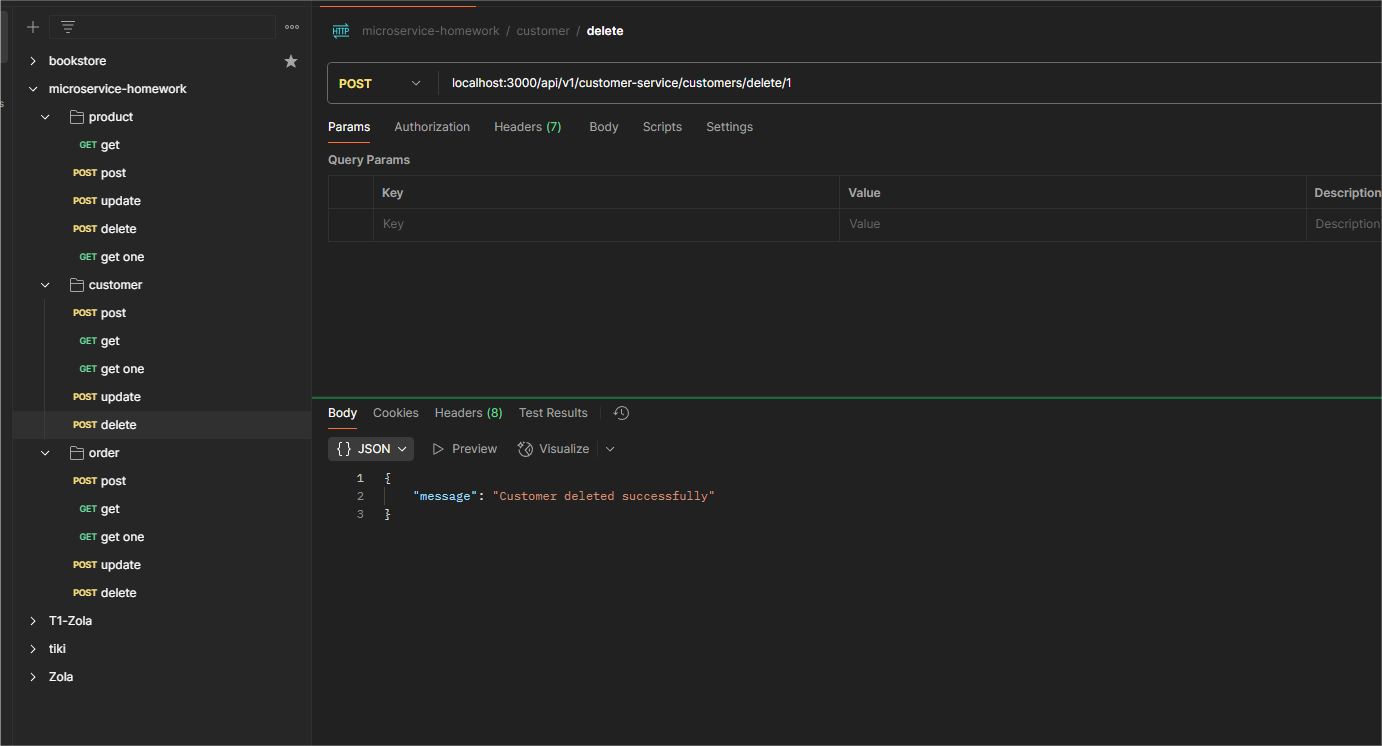 bookstore
microservice-homework
product
GET get
POST post
POST update
POST delete
GET get one
customer
POST post
GET get
GET get one
POST update
POST delete
order
POST post
GET get
GET get one
POST update
POST delete
T1-Zola
tiki
Zola
s
HTTP microservice-homework / customer / delete
POST localhost:3000/api/v1/customer-service/customers/delete/1
Params Authorization Headers (7) Body Scripts Settings
Query Params
Key Value Description
Key Value Description
Body Cookies Headers (8) Test Results
{} JSON Preview Visualize
1 {
2 "message": "Customer deleted successfully"
3 }